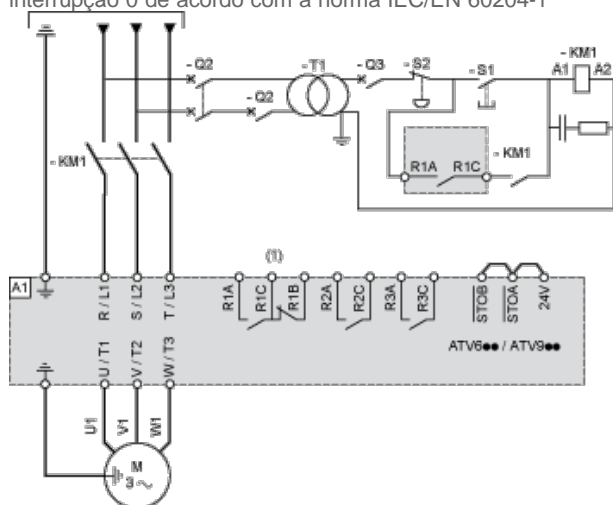 interrupção 0 de acordo com a norma IEC/EN 60204-1
- Q2
- T1
- Q3
- S2
- S1
- KM1
A1 A2
- Q2
R1A R1C
- KM1
- KM1
(1)
A1
R / L1
S / L2
T / L3
R1A
R1C
R1B
R2A
R2C
R3A
R3C
STOB
STOA
24V
ATV6●● / ATV9●●
U / T1
V / T2
W / T3
U1
V1
W1
M
3 ~